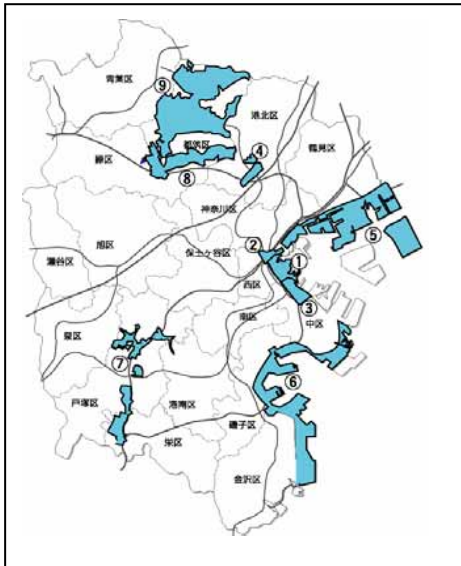 青葉区
⑨
港北区
都筑区
④
鶴見区
緑区
⑧
神奈川区
⑤
旭区
保土ヶ谷区
②
①
瀬谷区
西区
③
南区
中区
泉区
⑦
⑥
戸塚区
港南区
磯子区
栄区
金沢区